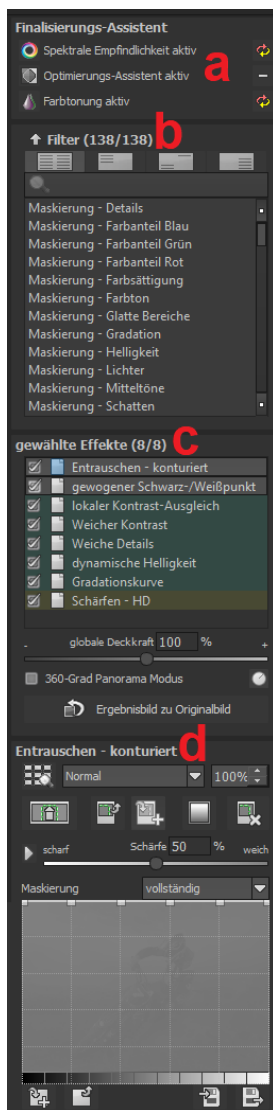 Finalisierungs-Assistent
Spektrale Empfindlichkeit aktiv
a
Optimierungs-Assistent aktiv
Farbtonung aktiv
b
Filter (138/138)
Maskierung - Details
Maskierung - Farbanteil Blau
Maskierung - Farbanteil Grün
Maskierung - Farbanteil Rot
Maskierung - Farbsättigung
Maskierung - Farbton
Maskierung - Glatte Bereiche
Maskierung - Gradation
Maskierung - Helligkeit
Maskierung - Lichter
Maskierung - Mitteltöne
Maskierung - Schatten
gewählte Effekte (8/8) c
Entrauschen - konturiert
gewogener Schwarz-/Weißpunkt
lokaler Kontrast-Ausgleich
Weicher Kontrast
Weiche Details
dynamische Helligkeit
Gradationskurve
Schärfen - HD
- globale Deckkraft 100 % +
360-Grad Panorama Modus
Ergebnisbild zu Originalbild
Entrauschen - konturiert d
Normal 100%
scharf Schärfe 50 % weich
Maskierung vollständig